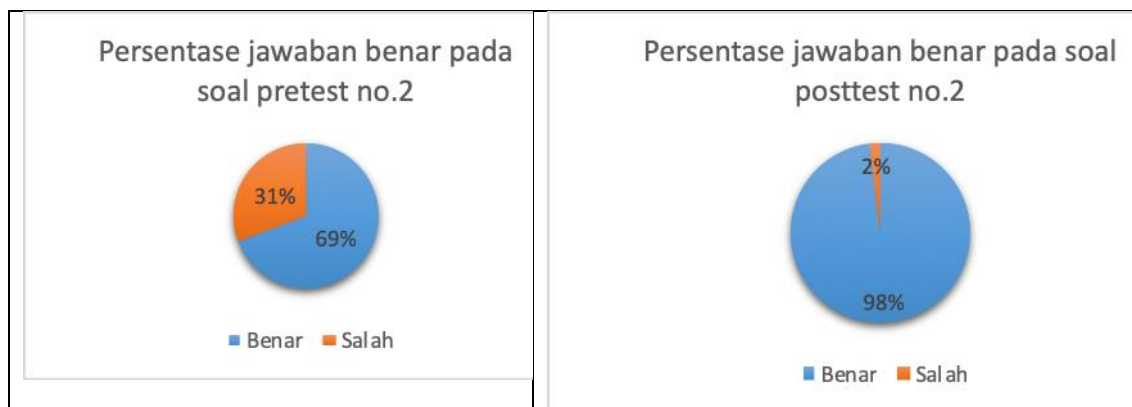 Persentase jawaban benar pada
soal pretest no.2
31%
69%
Benar Salah
Persentase jawaban benar pada soal
posttest no.2
2%
98%
Benar Salah